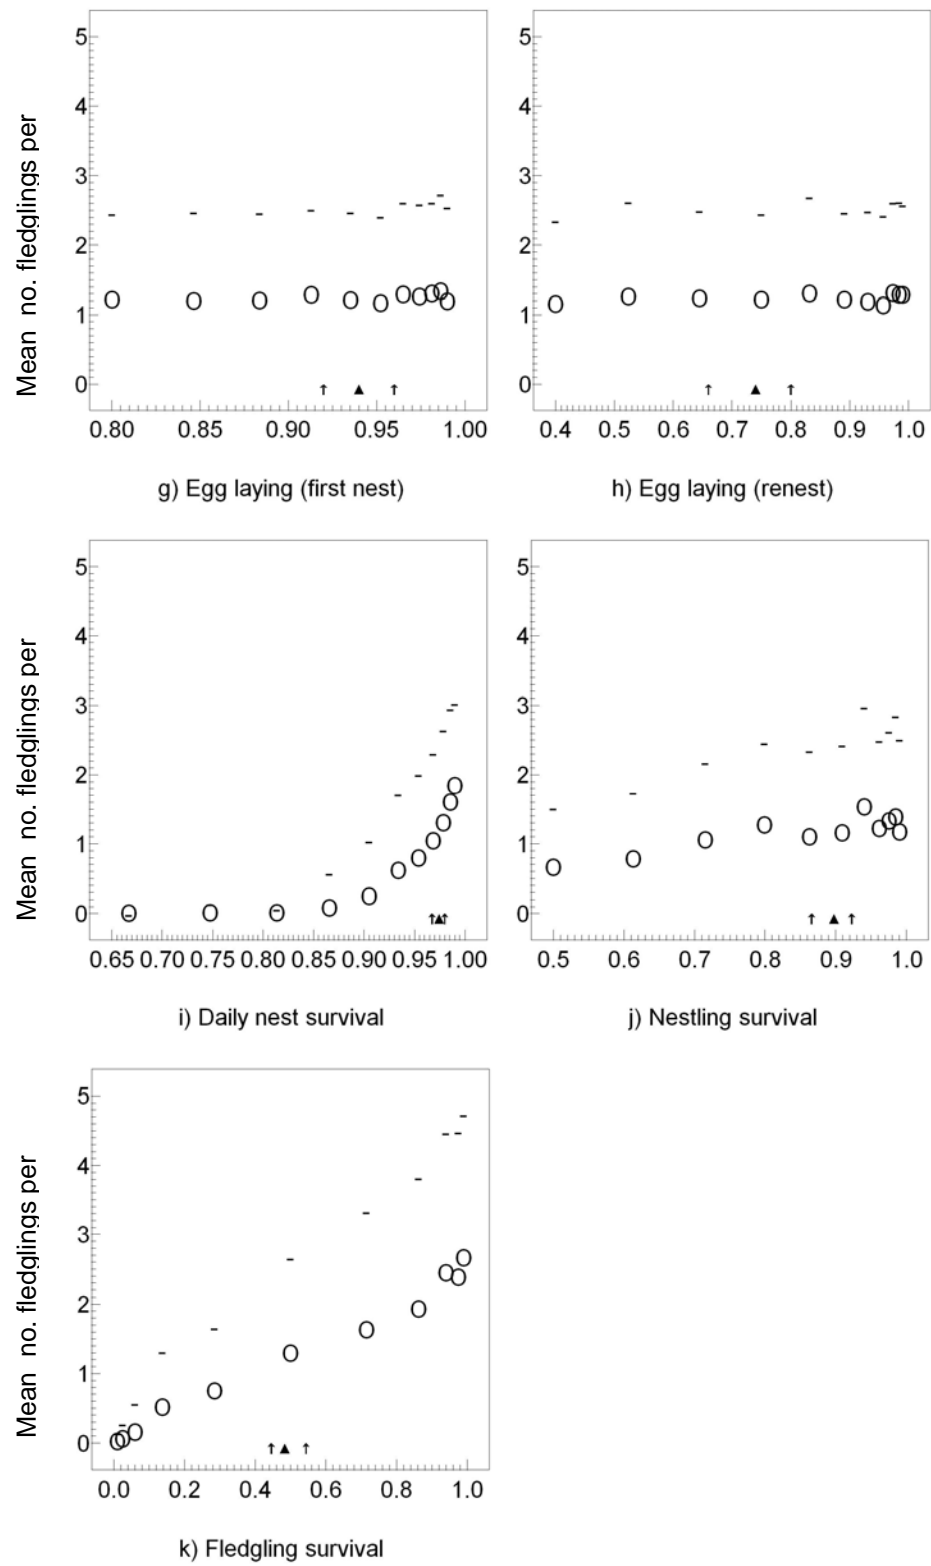 Mean no. fledglings per
5
4
3
2
1
0
0.80 0.85 0.90 0.95 1.00
g) Egg laying (first nest)
5
4
3
2
1
0
0.4 0.5 0.6 0.7 0.8 0.9 1.0
h) Egg laying (renest)
Mean no. fledglings per
5
4
3
2
1
0
0.65 0.70 0.75 0.80 0.85 0.90 0.95 1.00
i) Daily nest survival
5
4
3
2
1
0
0.5 0.6 0.7 0.8 0.9 1.0
j) Nestling survival
Mean no. fledglings per
5
4
3
2
1
0
0.0 0.2 0.4 0.6 0.8 1.0
k) Fledgling survival